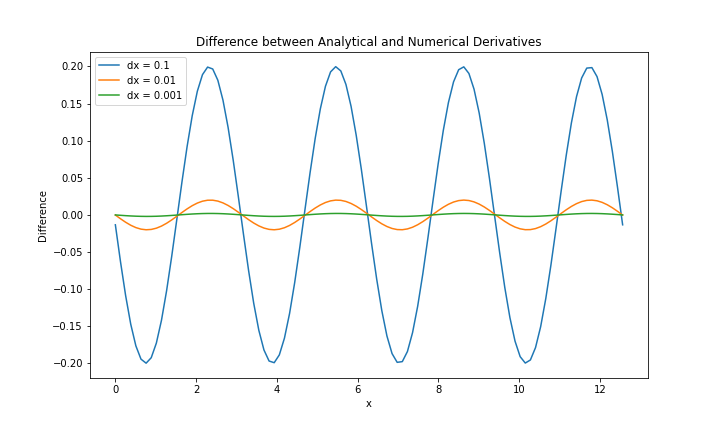 Difference between Analytical and Numerical Derivatives
dx = 0.1
dx = 0.01
dx = 0.001
0.20
0.15
0.10
0.05
0.00
−0.05
−0.10
−0.15
−0.20
Difference
0 2 4 6 8 10 12
x